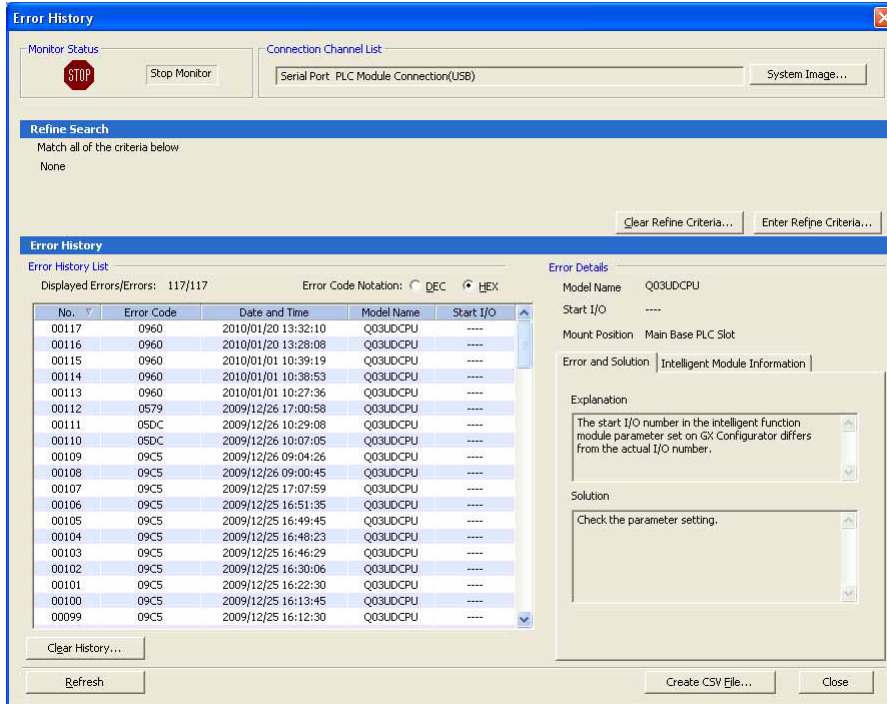 Error History
Monitor Status
STOP
Stop Monitor
Connection Channel List
Serial Port PLC Module Connection(USB)
System Image...
Refine Search
Match all of the criteria below
None
Clear Refine Criteria...
Enter Refine Criteria...
Error History
Error History List
Displayed Errors/Errors: 117/117
Error Code Notation: DEC HEX
No. Error Code Date and Time Model Name Start I/O
00117 0960 2010/01/20 13:32:10 Q03UDCPU ----
00116 0960 2010/01/20 13:28:08 Q03UDCPU ----
00115 0960 2010/01/01 10:39:19 Q03UDCPU ----
00114 0960 2010/01/01 10:38:53 Q03UDCPU ----
00113 0960 2010/01/01 10:27:36 Q03UDCPU ----
00112 0579 2009/12/26 17:00:58 Q03UDCPU ----
00111 05DC 2009/12/26 10:29:08 Q03UDCPU ----
00110 05DC 2009/12/26 10:07:05 Q03UDCPU ----
00109 09C5 2009/12/26 09:04:26 Q03UDCPU ----
00108 09C5 2009/12/26 09:00:45 Q03UDCPU ----
00107 09C5 2009/12/25 17:07:59 Q03UDCPU ----
00106 09C5 2009/12/25 16:51:35 Q03UDCPU ----
00105 09C5 2009/12/25 16:49:45 Q03UDCPU ----
00104 09C5 2009/12/25 16:48:23 Q03UDCPU ----
00103 09C5 2009/12/25 16:46:29 Q03UDCPU ----
00102 09C5 2009/12/25 16:30:06 Q03UDCPU ----
00101 09C5 2009/12/25 16:22:30 Q03UDCPU ----
00100 09C5 2009/12/25 16:13:45 Q03UDCPU ----
00099 09C5 2009/12/25 16:12:30 Q03UDCPU ----
Clear History...
Error Details
Model Name Q03UDCPU
Start I/O ----
Mount Position Main Base PLC Slot
Error and Solution
Intelligent Module Information
Explanation
The start I/O number in the intelligent function
module parameter set on GX Configurator differs
from the actual I/O number.
Solution
Check the parameter setting.
Refresh
Create CSV File...
Close